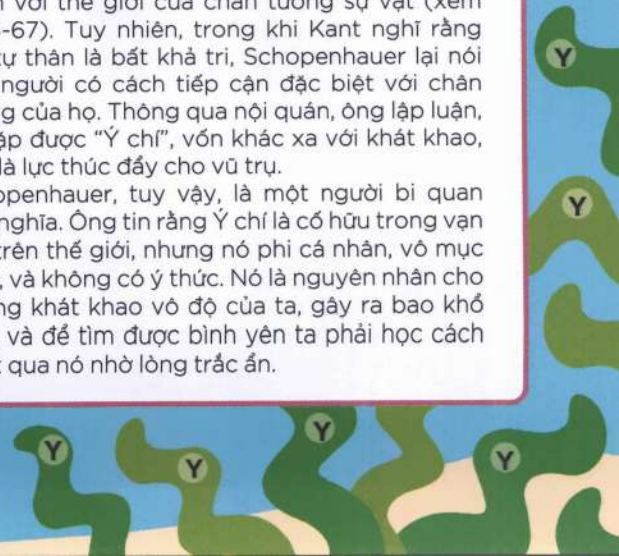 với thế giới của chân tướng sự vật (xem
-67). Tuy nhiên, trong khi Kant nghĩ rằng
tự thân là bất khả tri, Schopenhauer lại nói
người có cách tiếp cận đặc biệt với chân
của họ. Thông qua nội quán, ông lập luận,
được “Ý chí”, vốn khác xa với khát khao,
là lực thúc đẩy cho vũ trụ.
openhauer, tuy vậy, là một người bi quan
nghĩa. Ông tin rằng Ý chí là cố hữu trong vạn
trên thế giới, nhưng nó phi cá nhân, vô mục
, và không có ý thức. Nó là nguyên nhân cho
khát khao vô độ của ta, gây ra bao khổ
và để tìm được bình yên ta phải học cách
qua nó nhờ lòng trắc ẩn.
Y
Y
Y
Y
Y
Y